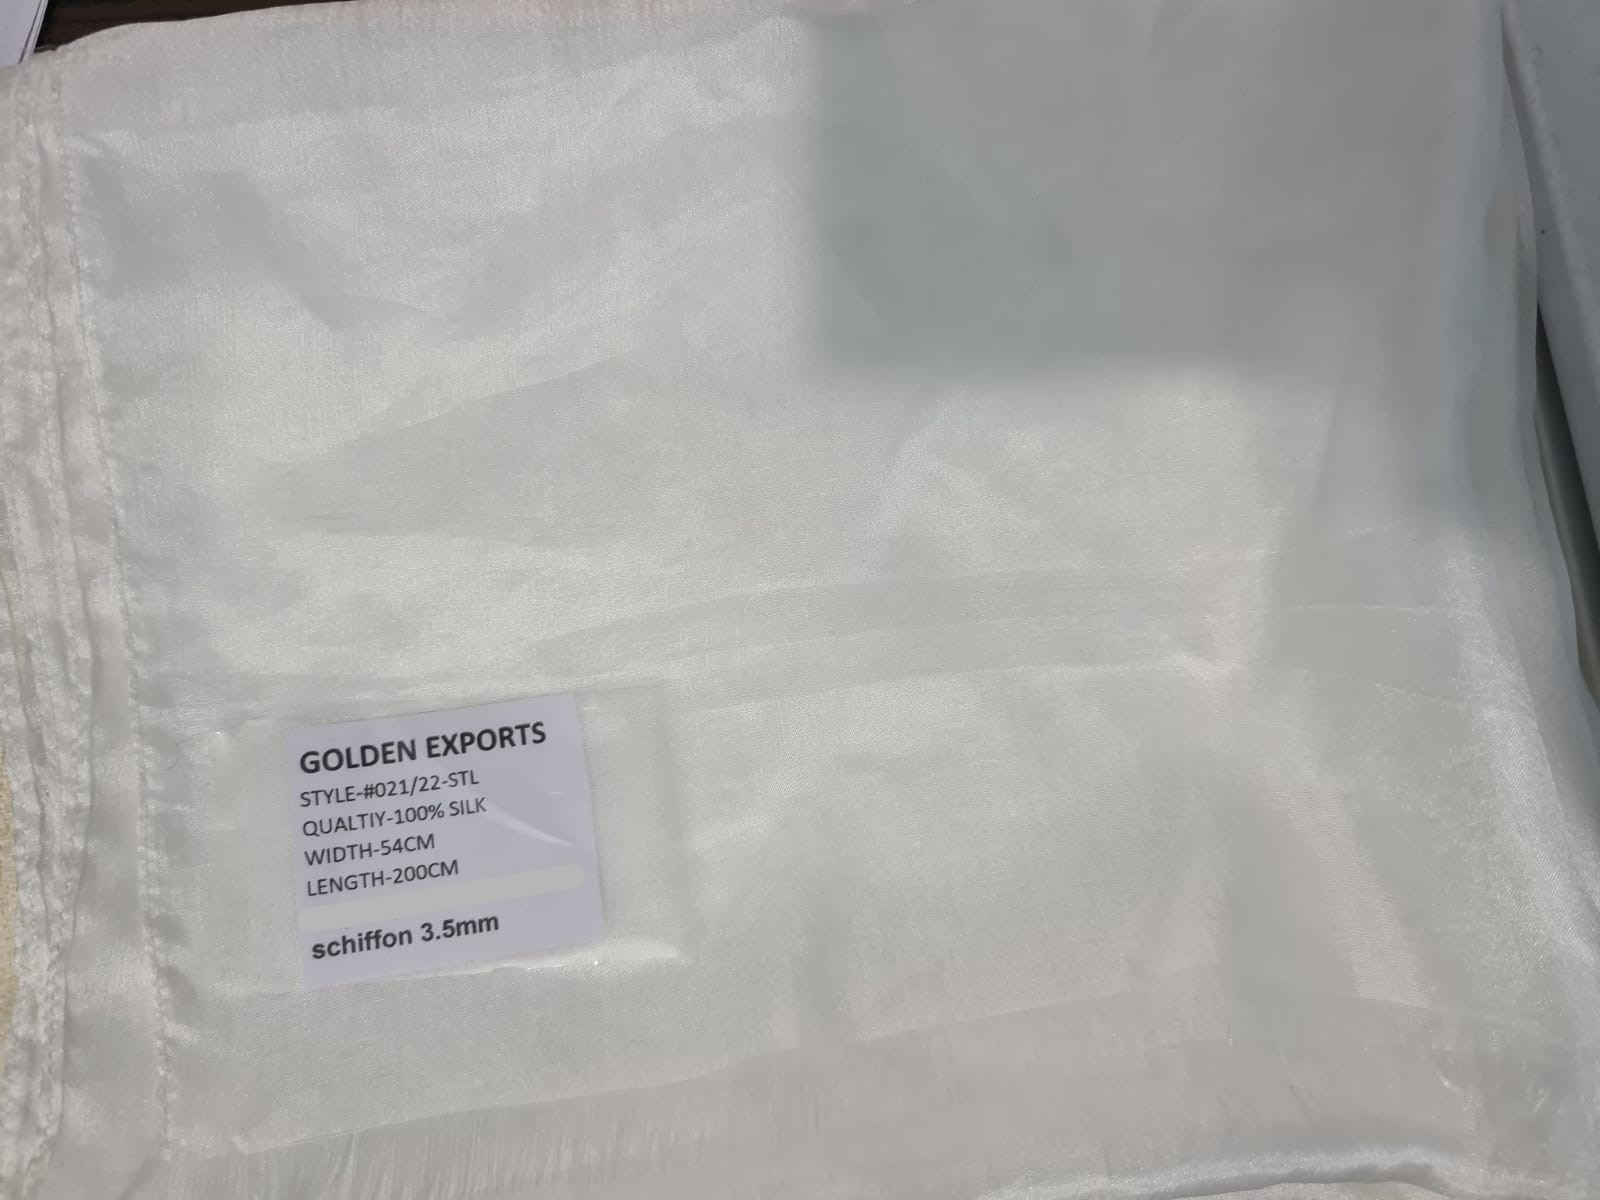 GOLDEN EXPORTS
STYLE-#021/22-STL
QUALTIY-100% SILK
WIDTH-54CM
LENGTH-200CM
schiffon 3.5mm